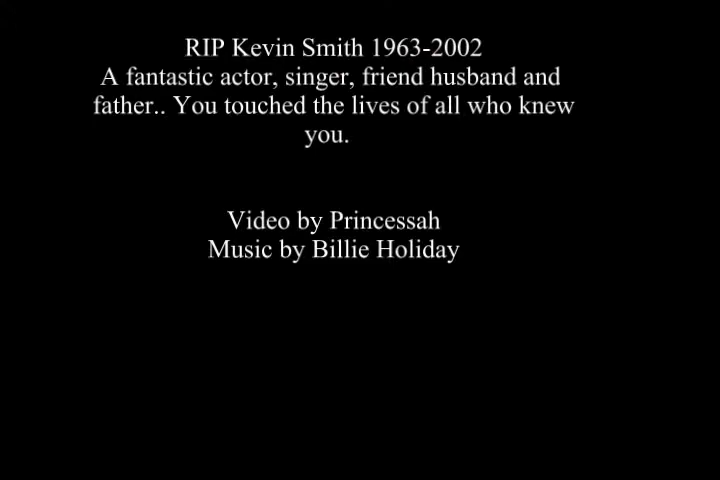 RIP Kevin Smith 1963-2002
A fantastic actor, singer, friend husband and
father.. You touched the lives of all who knew
you.
Video by Princessah
Music by Billie Holiday